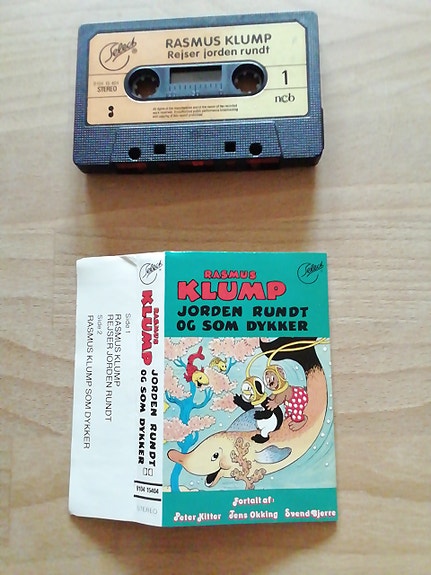 Select
RASMUS KLUMP
Rejser jorden rundt
STEREO
1
ncb
Select
RASMUS
KLUMP
JORDEN RUNDT
OG SOM DYKKER
Fortalt af:
Peter Kitter Jens Okking Svend Bjerre
Select
RASMUS
KLUMP
JORDEN RUNDT
OG SOM DYKKER
9104 15404
STEREO
Side 1
RASMUS KLUMP
REJSER JORDEN RUNDT
Side 2
RASMUS KLUMP SOM DYKKER